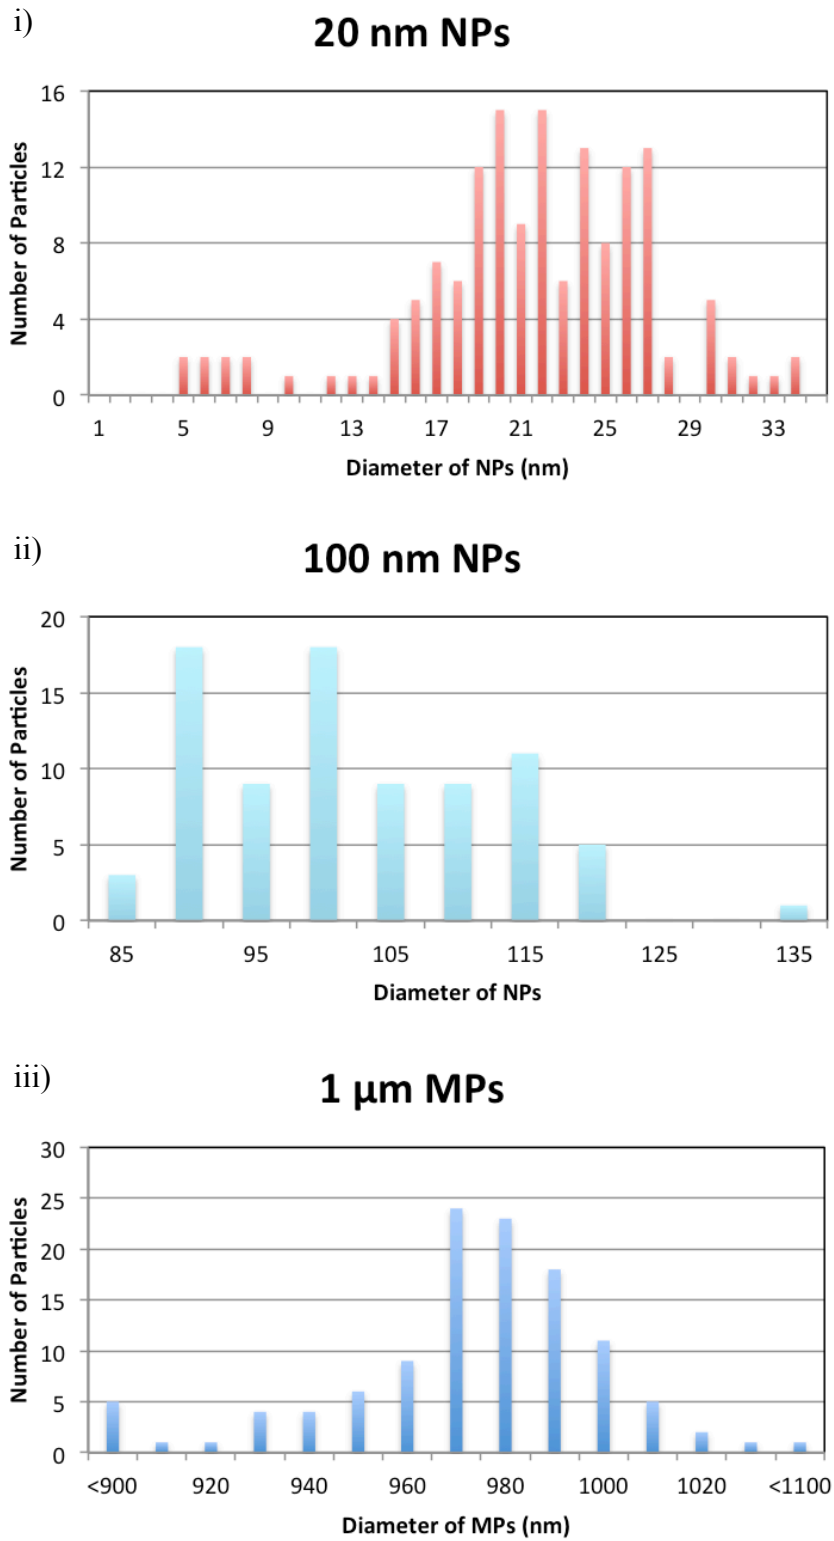 i)
20 nm NPs
16
12
8
4
0
Number of Particles
1 5 9 13 17 21 25 29 33
Diameter of NPs (nm)
ii)
100 nm NPs
20
15
10
5
0
Number of Particles
85 95 105 115 125 135
Diameter of NPs
iii)
1 µm MPs
30
25
20
15
10
5
0
Number of Particles
<900 920 940 960 980 1000 1020 <1100
Diameter of MPs (nm)